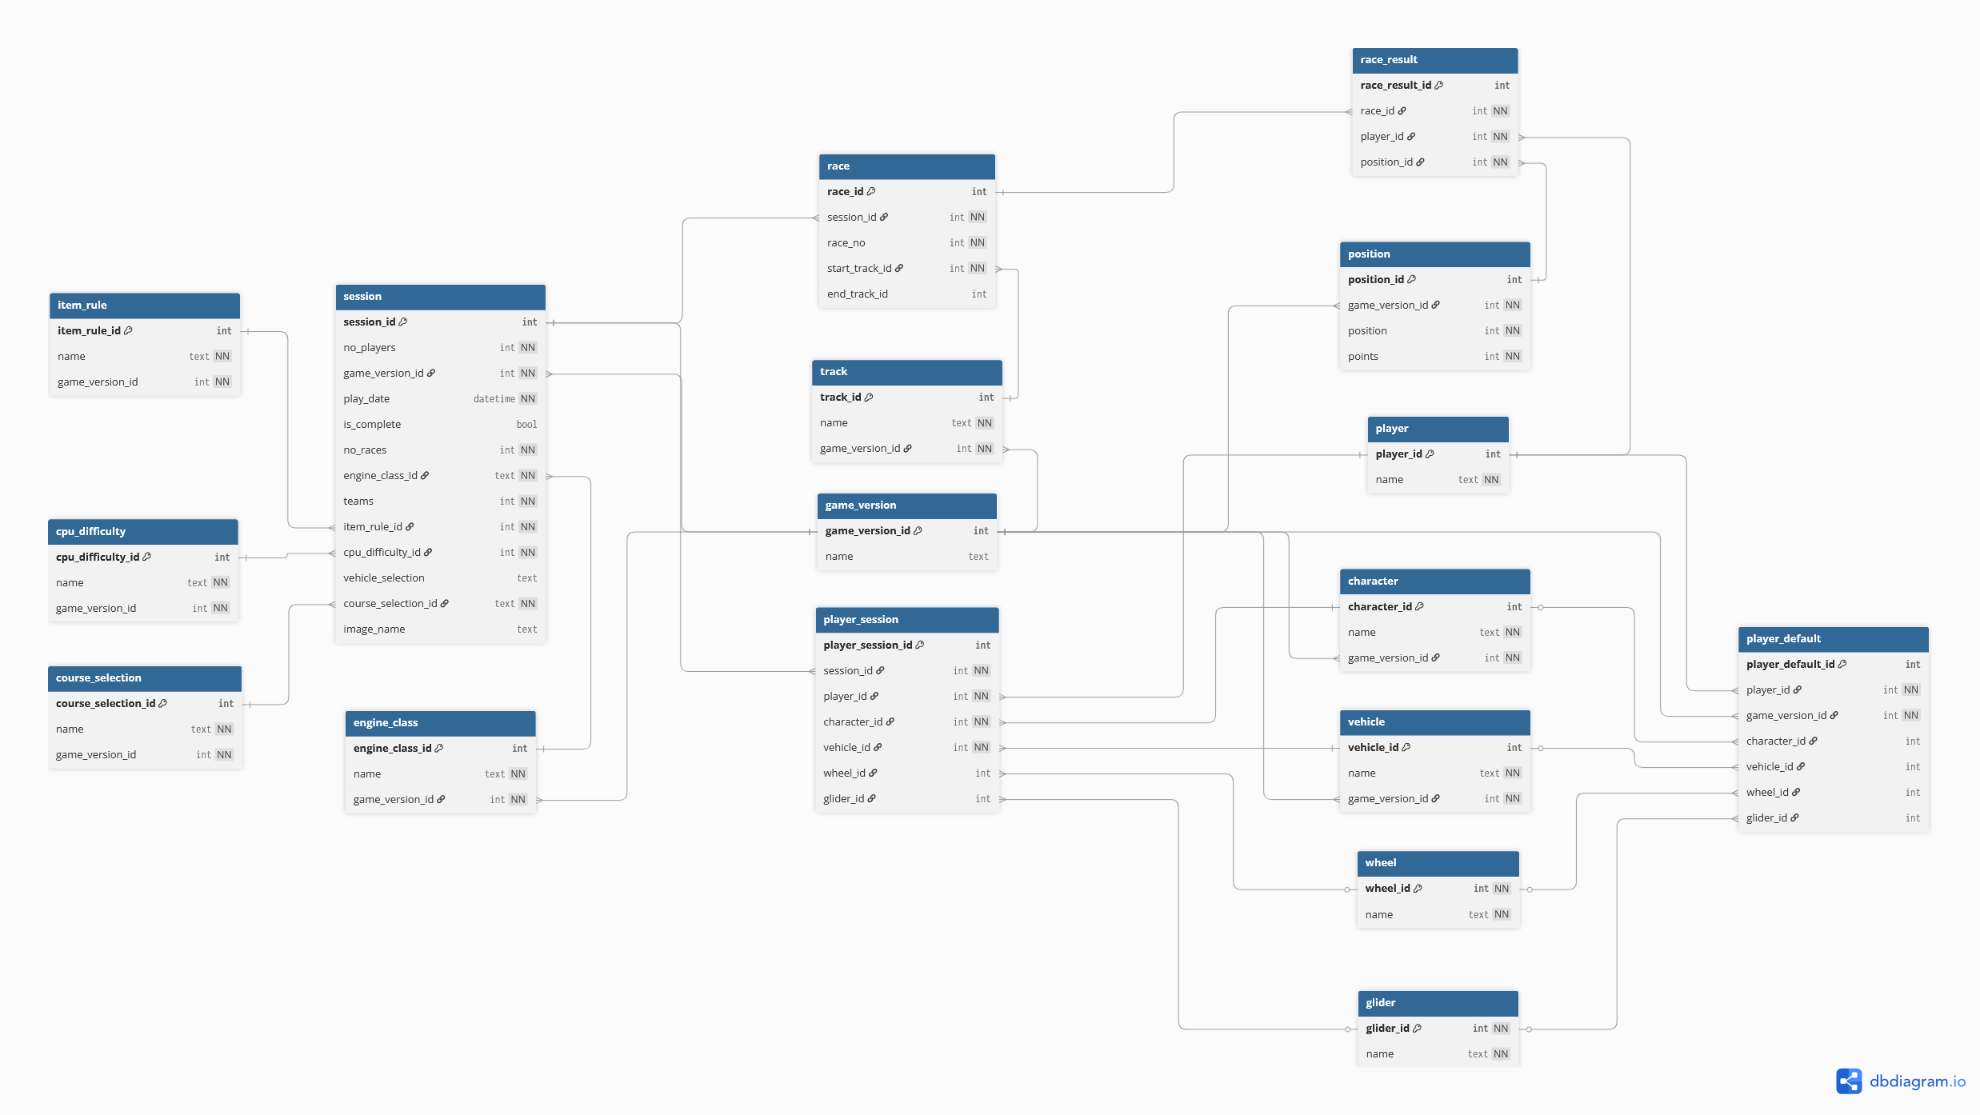 race_result
race_result_id int
race_id int NN
player_id int NN
position_id int NN
race
race_id int
session_id int NN
race_no int NN
start_track_id int NN
end_track_id int
position
position_id int
game_version_id int NN
position int NN
points int NN
item_rule
item_rule_id int
name text NN
game_version_id int NN
session
session_id int
no_players int NN
game_version_id int NN
play_date datetime NN
is_complete bool
no_races int NN
engine_class_id text NN
teams int NN
item_rule_id int NN
cpu_difficulty_id int NN
vehicle_selection text
course_selection_id text NN
image_name text
track
track_id int
name text NN
game_version_id int NN
player
player_id int
name text NN
game_version
game_version_id int
name text
cpu_difficulty
cpu_difficulty_id int
name text NN
game_version_id int NN
character
character_id int
name text NN
game_version_id int NN
player_session
player_session_id int
session_id int NN
player_id int NN
character_id int NN
vehicle_id int NN
wheel_id int
glider_id int
player_default
player_default_id int
player_id int NN
game_version_id int NN
character_id int
vehicle_id int
wheel_id int
glider_id int
course_selection
course_selection_id int
name text NN
game_version_id int NN
engine_class
engine_class_id int
name text NN
game_version_id int NN
vehicle
vehicle_id int
name text NN
game_version_id int NN
wheel
wheel_id int NN
name text NN
glider
glider_id int NN
name text NN
dbdiagram.io